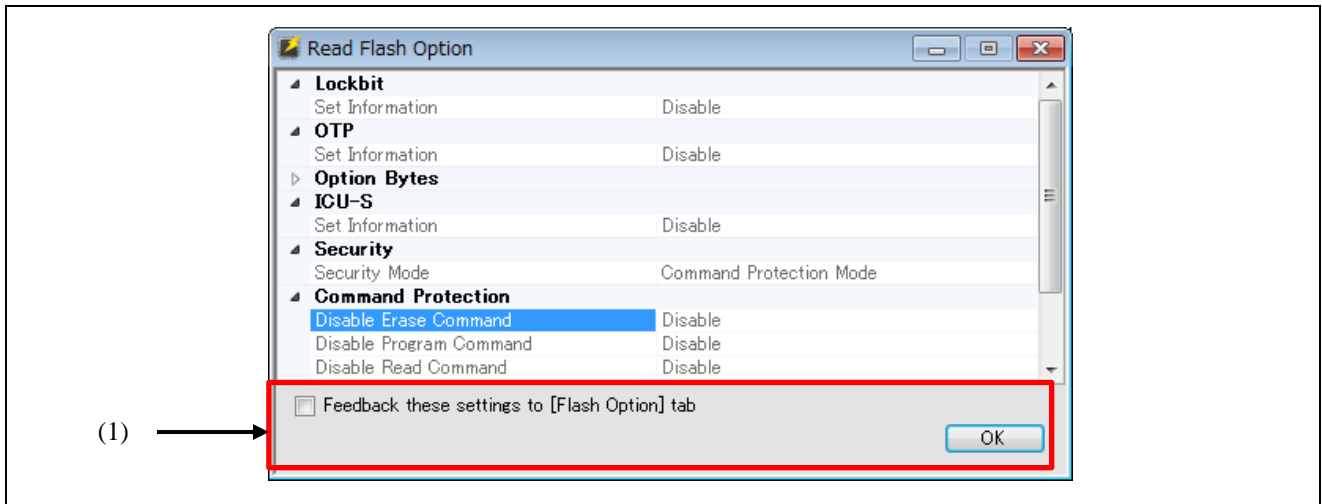 Read Flash Option
Lockbit
Set Information Disable
OTP
Set Information Disable
Option Bytes
ICU-S
Set Information Disable
Security
Security Mode Command Protection Mode
Command Protection
Disable Erase Command Disable
Disable Program Command Disable
Disable Read Command Disable
Feedback these settings to [Flash Option] tab
(1)
OK